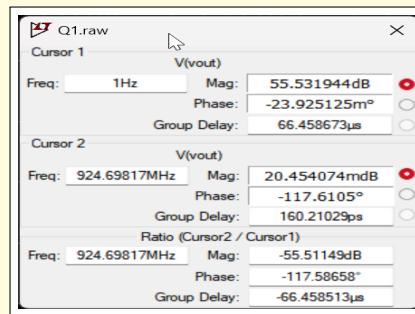 Q1.raw
Cursor 1
V(vout)
Freq: 1Hz Mag: 55.531944dB
Phase: -23.925125m°
Group Delay: 66.458673µs
Cursor 2
V(vout)
Freq: 924.69817MHz Mag: 20.454074mdB
Phase: -117.6105°
Group Delay: 160.21029ps
Ratio (Cursor2 / Cursor1)
Freq: 924.69817MHz Mag: -55.51149dB
Phase: -117.58658°
Group Delay: -66.458513µs